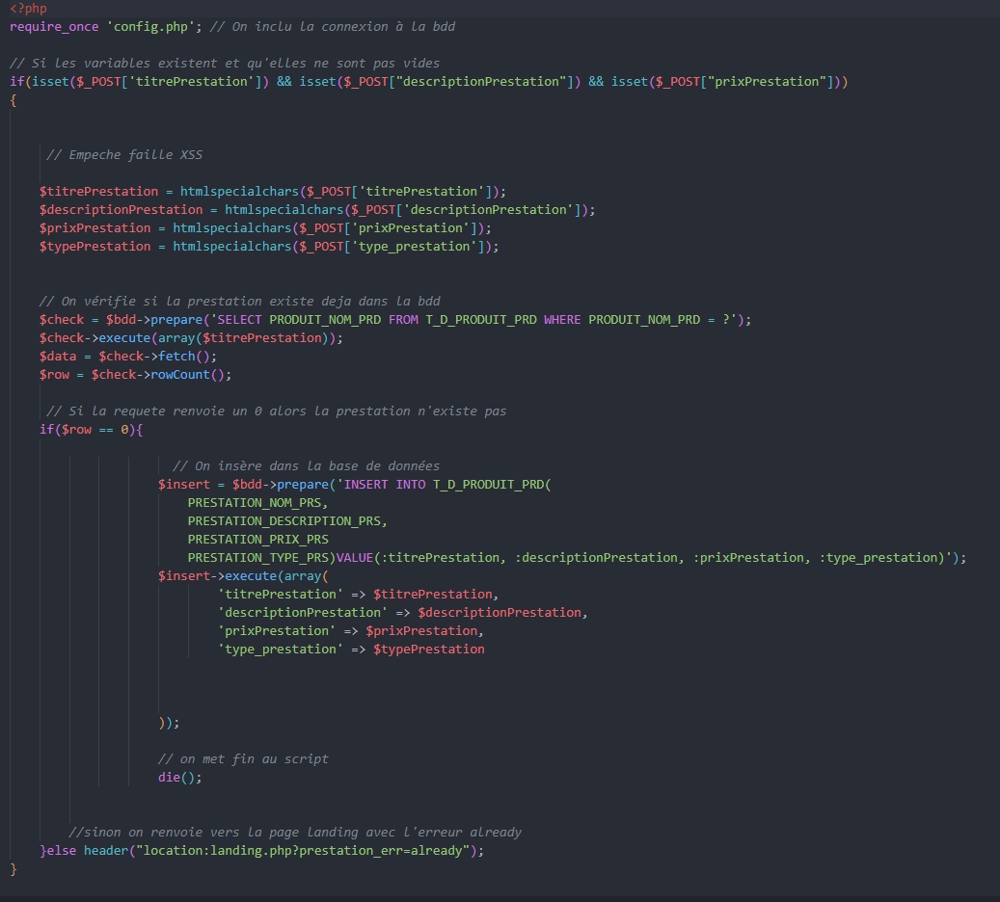 <?php
require_once 'config.php'; // On inclu la connexion à la bdd
// Si les variables existent et qu'elles ne sont pas vides
if(isset($_POST['titrePrestation']) && isset($_POST["descriptionPrestation"]) && isset($_POST["prixPrestation"]))
{
// Empeche faille XSS
$titrePrestation = htmlspecialchars($_POST['titrePrestation']);
$descriptionPrestation = htmlspecialchars($_POST['descriptionPrestation']);
$prixPrestation = htmlspecialchars($_POST['prixPrestation']);
$typePrestation = htmlspecialchars($_POST['type_prestation']);
// On vérifie si la prestation existe deja dans la bdd
$check = $bdd->prepare('SELECT PRODUIT_NOM_PRD FROM T_D_PRODUIT_PRD WHERE PRODUIT_NOM_PRD = ?');
$check->execute(array($titrePrestation));
$data = $check->fetch();
$row = $check->rowCount();
// Si la requete renvoie un 0 alors la prestation n'existe pas
if($row == 0){
// On insère dans la base de données
$insert = $bdd->prepare('INSERT INTO T_D_PRODUIT_PRD(
PRESTATION_NOM_PRS,
PRESTATION_DESCRIPTION_PRS,
PRESTATION_PRIX_PRS
PRESTATION_TYPE_PRS)VALUE(:titrePrestation, :descriptionPrestation, :prixPrestation, :type_prestation)');
$insert->execute(array(
'titrePrestation' => $titrePrestation,
'descriptionPrestation' => $descriptionPrestation,
'prixPrestation' => $prixPrestation,
'type_prestation' => $typePrestation
));
// on met fin au script
die();
//sinon on renvoie vers la page landing avec l'erreur already
}else header("location:landing.php?prestation_err=already");
}